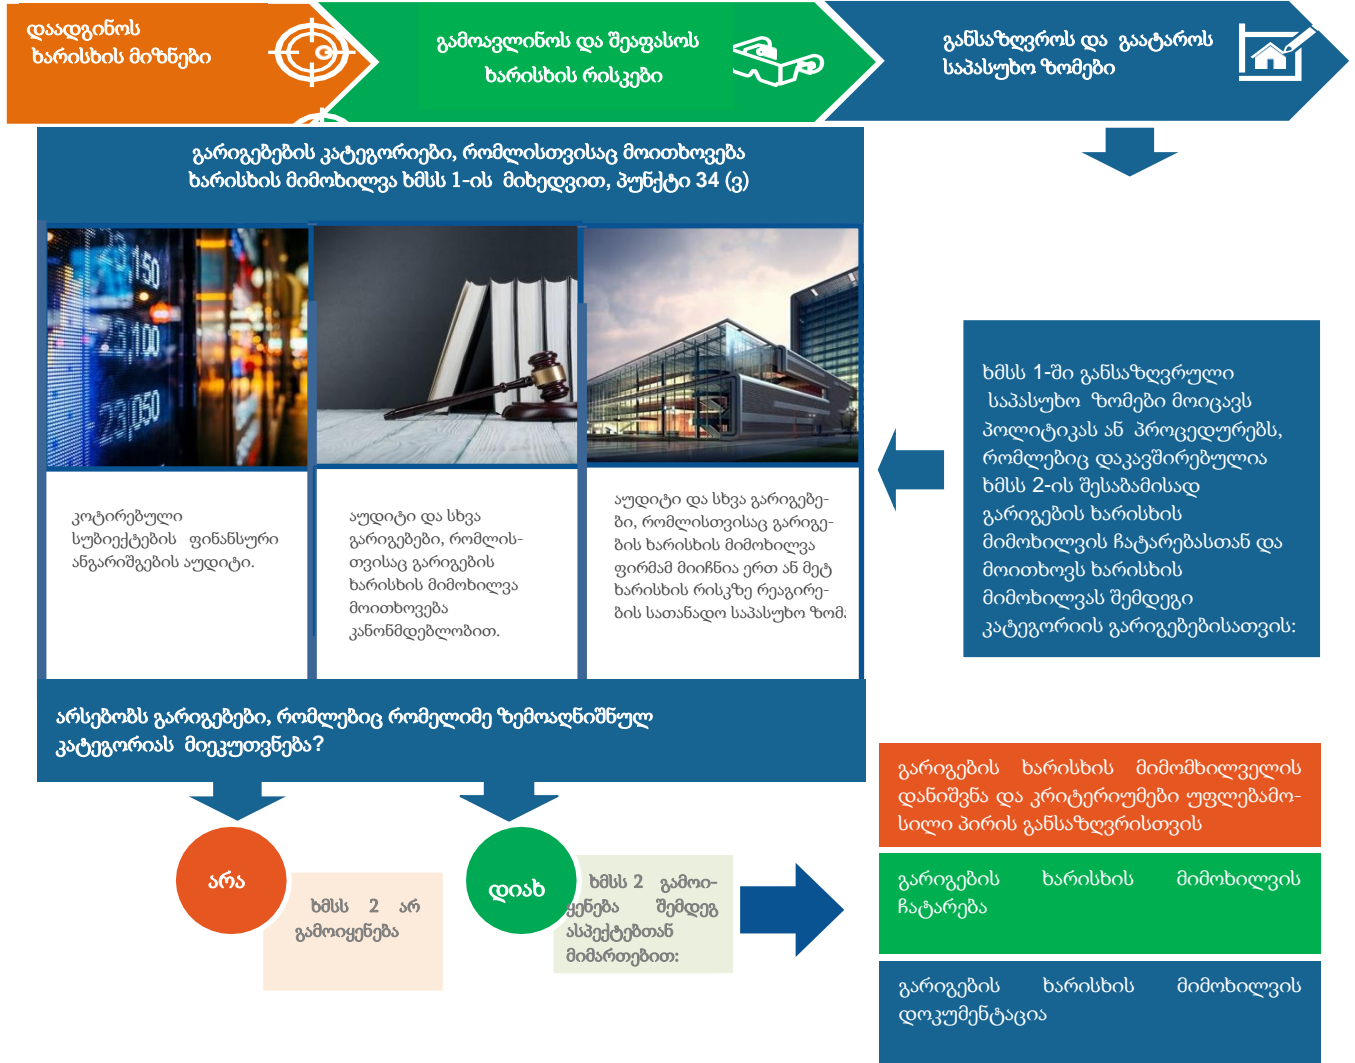 დაადგინოს
ხარისხის მიზნები
გამოავლინოს და შეაფასოს
ხარისხის რისკები
განსაზღვროს და გაატაროს
საპასუხო ზომები
გარიგებების კატეგორიები, რომლისთვისაც მოითხოვება
ხარისხის მიმოხილვა ხმსს 1-ის მიხედვით, პუნქტი 34 (ვ)
23,150
23,100
23,050
ხმსს 1-ში განსაზღვრული
საპასუხო ზომები მოიცავს
პოლიტიკას ან პროცედურებს,
რომლებიც დაკავშირებულია
ხმსს 2-ის შესაბამისად
გარიგების ხარისხის
მიმოხილვის ჩატარებასთან და
მოითხოვს ხარისხის
მიმოხილვას შემდეგი
კატეგორიის გარიგებებისათვის:
კოტირებული
სუბიექტების ფინანსური
ანგარიშგების აუდიტი.
აუდიტი და სხვა
გარიგებები, რომლის-
თვისაც გარიგების
ხარისხის მიმოხილვა
მოითხოვება
კანონმდებლობით.
აუდიტი და სხვა გარიგებე-
ბი, რომლისთვისაც გარიგე-
ბის ხარისხის მიმოხილვა
ფირმამ მიიჩნია ერთ ან მეტ
ხარისხის რისკზე რეაგირე-
ბის სათანადო საპასუხო ზომ
არსებობს გარიგებები, რომლებიც რომელიმე ზემოაღნიშნულ
კატეგორიას მიეკუთვნება?
არა
ხმსს 2 არ
გამოიყენება
დიახ
ხმსს 2 გამოი-
ყენება შემდეგ
ასპექტებთან
მიმართებით:
გარიგების ხარისხის მიმომხილველის
დანიშვნა და კრიტერიუმები უფლებამო-
სილი პირის განსაზღვრისთვის
გარიგების ხარისხის მიმოხილვის
ჩატარება
გარიგების ხარისხის მიმოხილვის
დოკუმენტაცია